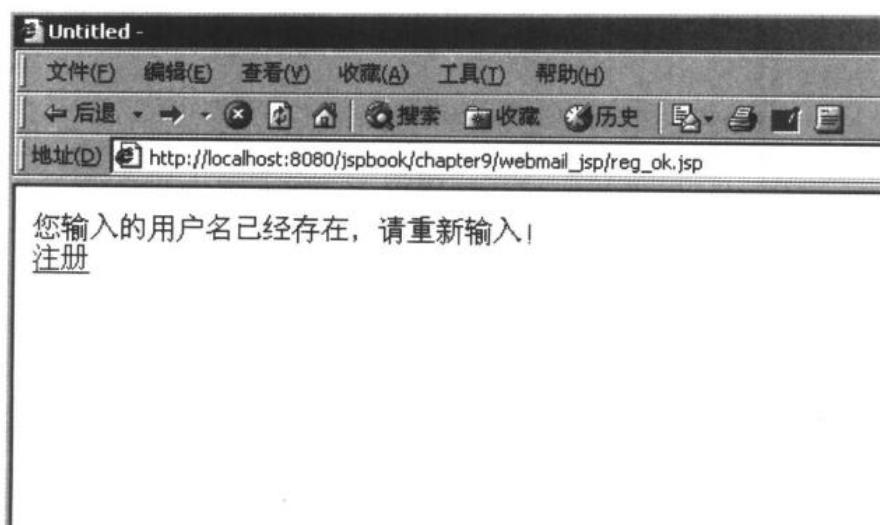 Untitled -
文件(F) 编辑(E) 查看(V) 收藏(A) 工具(T) 帮助(H)
后退 搜索 收藏 历史
地址(D) http://localhost:8080/jspbook/chapter9/webmail_jsp/reg_ok.jsp
您输入的用户名已经存在，请重新输入!
注册